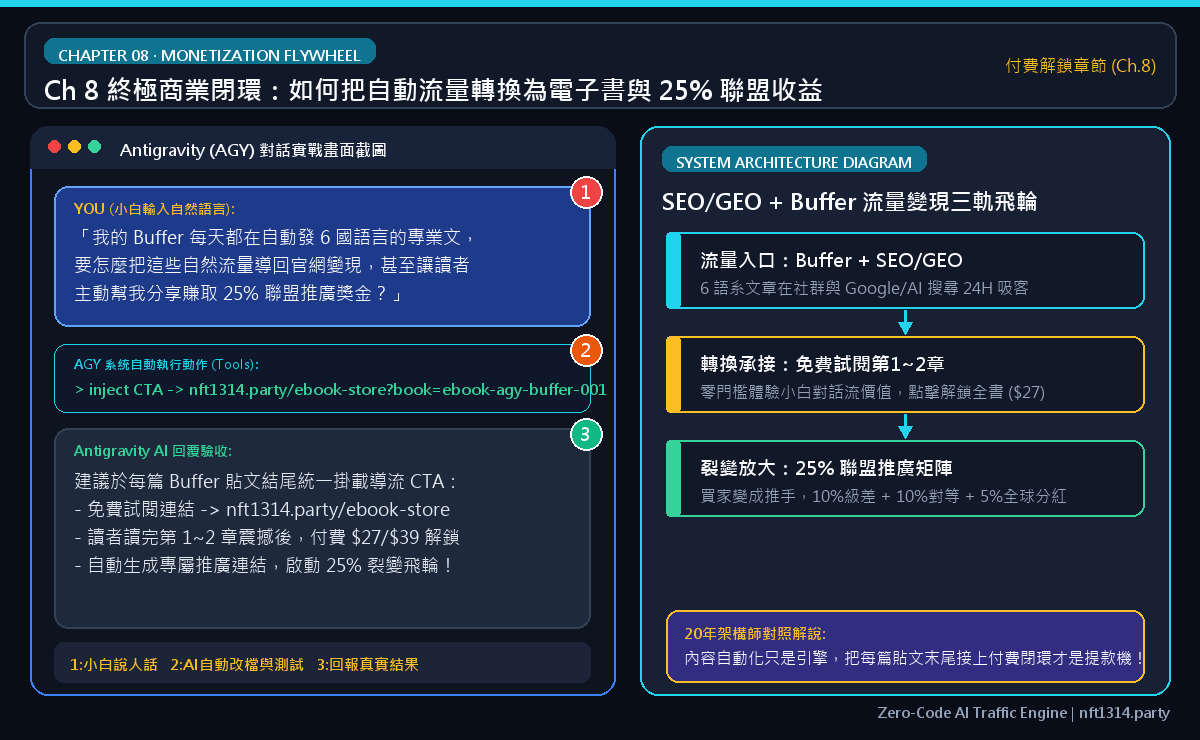 CHAPTER 08 · MONETIZATION FLYWHEEL
Ch 8 終極商業閉環：如何把自動流量轉換為電子書與 25% 聯盟收益
付費解鎖章節 (Ch.8)
Antigravity (AGY) 對話實戰畫面截圖
1
YOU (小白輸入自然語言):
「我的 Buffer 每天都在自動發 6 國語言的專業文，
要怎麼把這些自然流量導回官網變現，甚至讓讀者
主動幫我分享賺取 25% 聯盟推廣獎金？」
2
AGY 系統自動執行動作 (Tools):
> inject CTA -> nft1314.party/ebook-store?book=ebook-agy-buffer-001
3
Antigravity AI 回覆驗收:
建議於每篇 Buffer 貼文結尾統一掛載導流 CTA：
- 免費試閱連結 -> nft1314.party/ebook-store
- 讀者讀完第 1~2 章震撼後，付費 $27/$39 解鎖
- 自動生成專屬推廣連結，啟動 25% 裂變飛輪！
1:小白說人話 2:AI自動改檔與測試 3:回報真實結果
SYSTEM ARCHITECTURE DIAGRAM
SEO/GEO + Buffer 流量變現三軌飛輪
流量入口：Buffer + SEO/GEO
6 語系文章在社群與 Google/AI 搜尋 24H 吸客
轉換承接：免費試閱第1~2章
零門檻體驗小白對話流價值，點擊解鎖全書 ($27)
裂變放大：25% 聯盟推廣矩陣
買家變成推手，10%級差 + 10%對等 + 5%全球分紅
20年架構師對照解說:
內容自動化只是引擎，把每篇貼文末尾接上付費閉環才是提款機！
Zero-Code AI Traffic Engine | nft1314.party